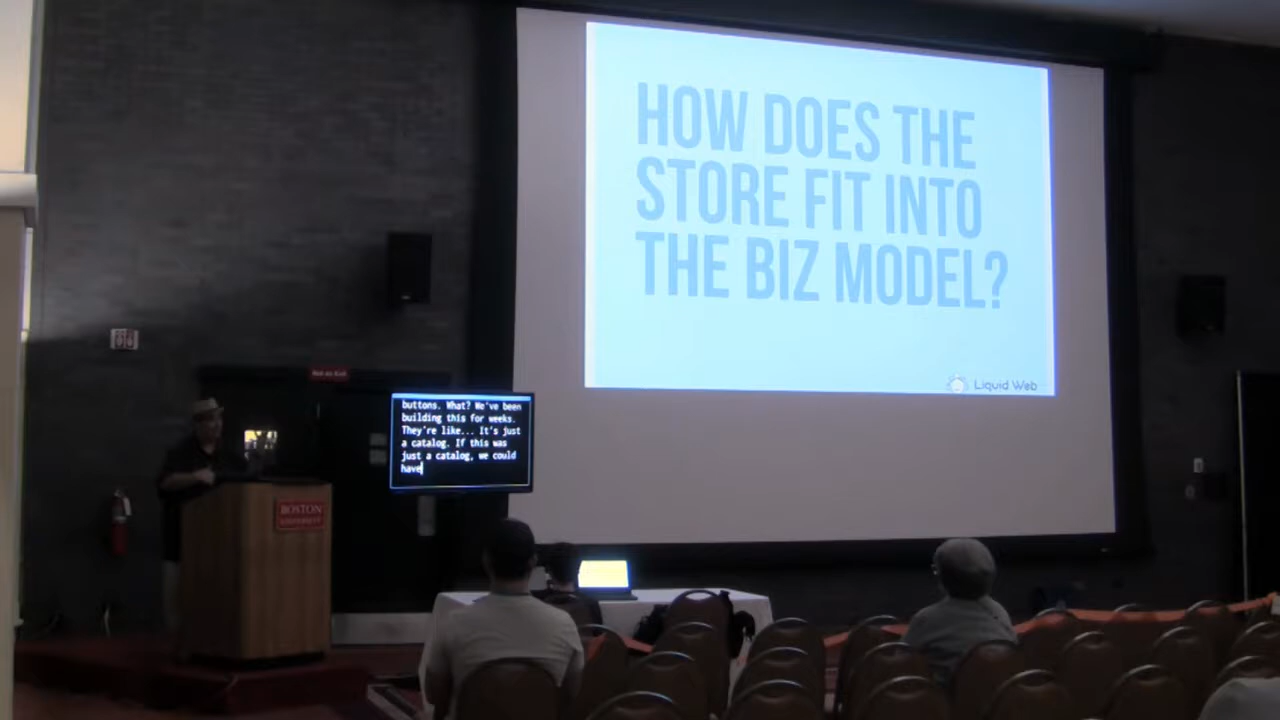 HOW DOES THE
STORE FIT INTO
THE BIZ MODEL?
Liquid Web
buttons. What? We've been
building this for weeks.
They're like... It's just
a catalog. If this was
just a catalog, we could
have
BOSTON
UNIVERSITY